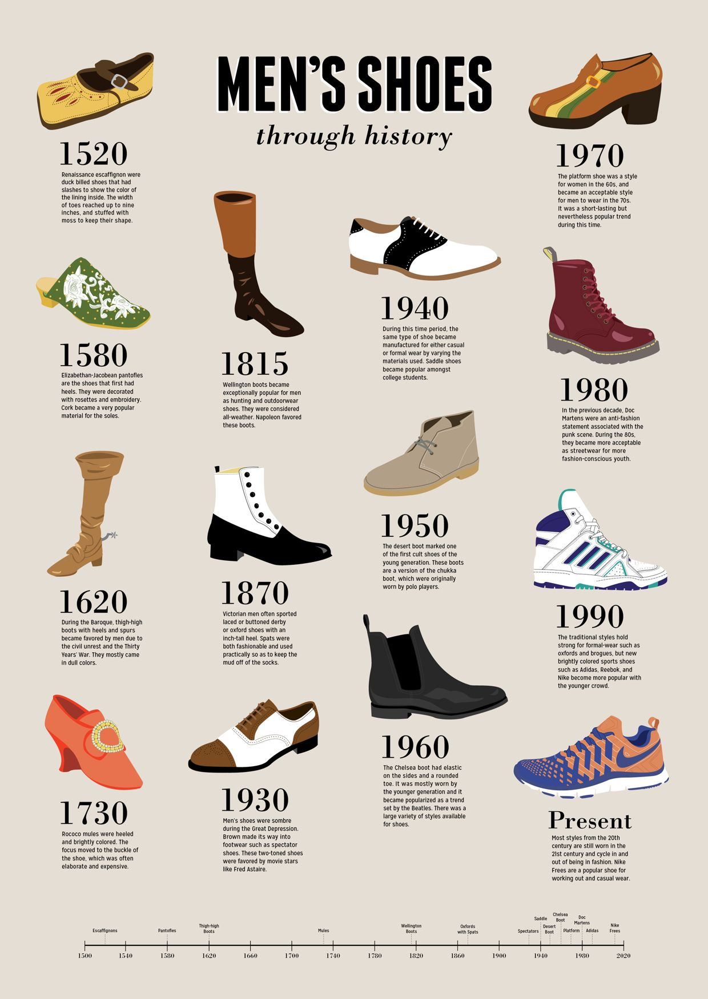 MEN'S SHOES
through history
1520
Renaissance escaffignon were
duck billed shoes that had
slashes to show the color of
the lining inside. The width
of toes reached up to nine
inches, and stuffed with
moss to keep their shape.
1580
Elizabethan-Jacobean pantofles
are the shoes that first had
heels. They were decorated
with rosettes and embroidery.
Cork became a very popular
material for the soles.
1620
During the Baroque, thigh-high
boots with heels and spurs
became favored by men due to
the civil unrest and the Thirty
Years' War. They mostly came
in dull colors.
1730
Rococo mules were heeled
and brightly colored. The
focus moved to the buckle of
the shoe, which was often
elaborate and expensive.
1815
Wellington boots became
exceptionally popular for men
as hunting and outdoorwear
shoes. They were considered
all-weather. Napoleon favored
these boots.
1870
Victorian men often sported
laced or buttoned derby
or oxford shoes with an
inch-tall heel. Spats were
both fashionable and used
practically so as to keep the
mud off of the socks.
1930
Men's shoes were sombre
during the Great Depression.
Brown made its way into
footwear such as spectator
shoes. These two-toned shoes
were favored by movie stars
like Fred Astaire.
1940
During this time period, the
same type of shoe became
manufactured for either casual
or formal wear by varying the
materials used. Saddle shoes
became popular amongst
college students.
1950
The desert boot marked one
of the first cult shoes of the
young generation. These boots
are a version of the chukka
boot, which were originally
worn by polo players.
1960
The Chelsea boot had elastic
on the sides and a rounded
toe. It was mostly worn by
the younger generation and it
became popularized as a trend
set by the Beatles. There was a
large variety of styles available
for shoes.
1970
The platform shoe was a style
for women in the 60s, and
became an acceptable style
for men to wear in the 70s.
It was a short-lasting but
nevertheless popular trend
during this time.
1980
In the previous decade, Doc
Martens were an anti-fashion
statement associated with the
punk scene. During the 80s,
they became more acceptable
as streetwear for more
fashion-conscious youth.
1990
The traditional styles hold
strong for formal-wear such as
oxfords and brogues, but new
brightly colored sports shoes
such as Adidas, Reebok, and
Nike become more popular with
the younger crowd.
Present
Most styles from the 20th
century are still worn in the
21st century and cycle in and
out of being in fashion. Nike
Frees are a popular shoe for
working out and casual wear.
Escaffignons
Pantofles
Thigh-high
Boots
Mules
Wellington
Boots
Oxfords
with Spats
Spectators
Saddle
Desert
Boot
Chelsea
Boot
Platform
Doc
Martens
Adidas
Nike
Frees
1500 1540 1580 1620 1660 1700 1740 1780 1820 1860 1900 1940 1980 2020